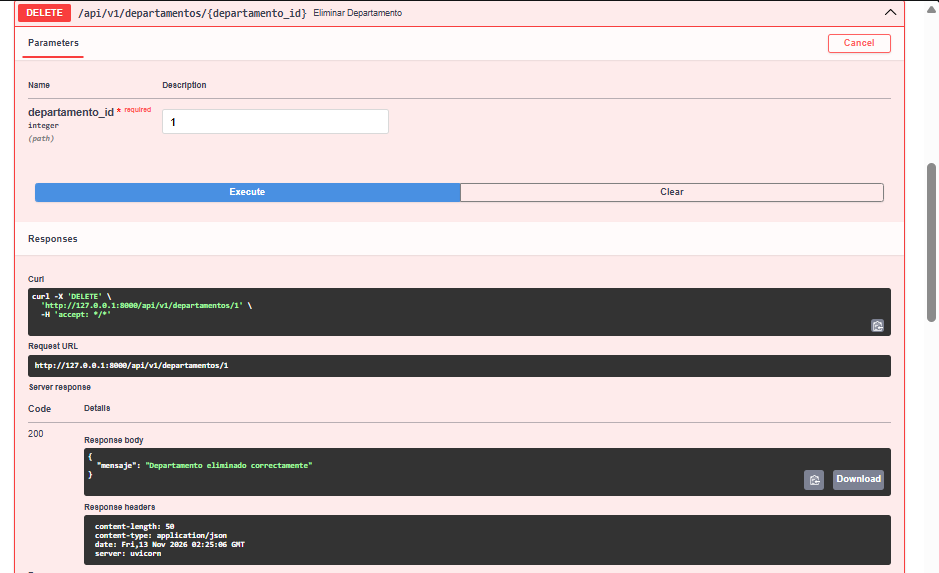 DELETE /api/v1/departamentos/{departamento_id} Eliminar Departamento
Parameters
Cancel
Name Description
departamento_id * required
integer
(path)
1
Execute Clear
Responses
Curl
curl -X 'DELETE' \
'http://127.0.0.1:8000/api/v1/departamentos/1' \
-H 'accept: */*'
Request URL
http://127.0.0.1:8000/api/v1/departamentos/1
Server response
Code Details
200
Response body
{
"mensaje": "Departamento eliminado correctamente"
}
Download
Response headers
content-length: 50
content-type: application/json
date: Fri,13 Nov 2026 02:25:06 GMT
server: uvicorn